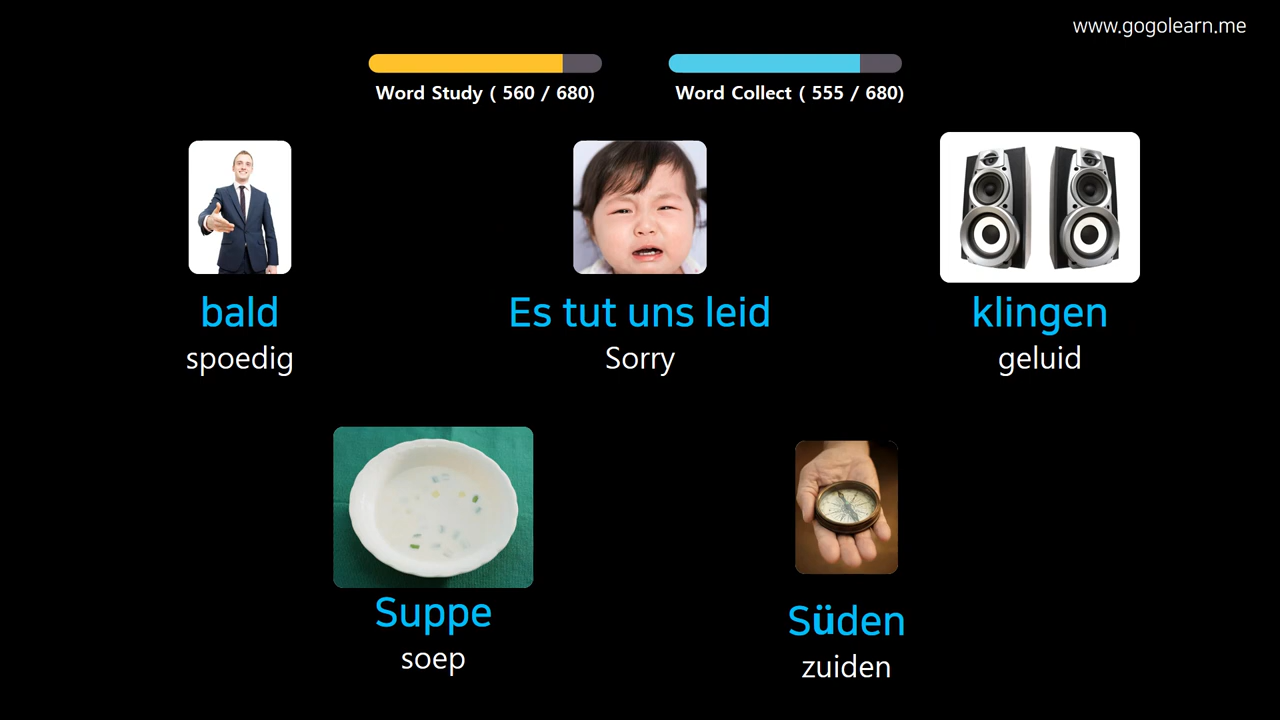 www.gogolearn.me
Word Study ( 560 / 680)
Word Collect ( 555 / 680)
bald
spoedig
Es tut uns leid
Sorry
klingen
geluid
Suppe
soep
Süden
zuiden